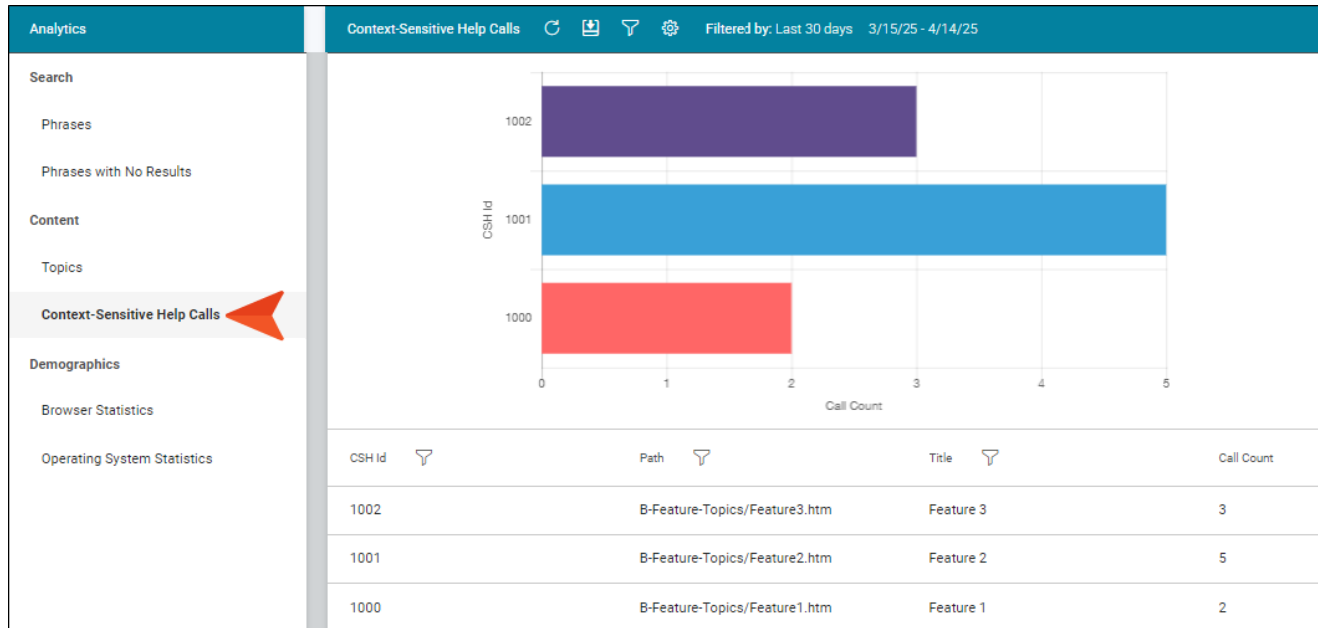 Analytics
Context-Sensitive Help Calls Filtered by: Last 30 days 3/15/25 - 4/14/25
Search
Phrases
Phrases with No Results
Content
Topics
Context-Sensitive Help Calls
Demographics
Browser Statistics
Operating System Statistics
CSH Id
1002
1001
1000
0 1 2 3 4 5
Call Count
CSH Id Path Title Call Count
1002 B-Feature-Topics/Feature3.htm Feature 3 3
1001 B-Feature-Topics/Feature2.htm Feature 2 5
1000 B-Feature-Topics/Feature1.htm Feature 1 2